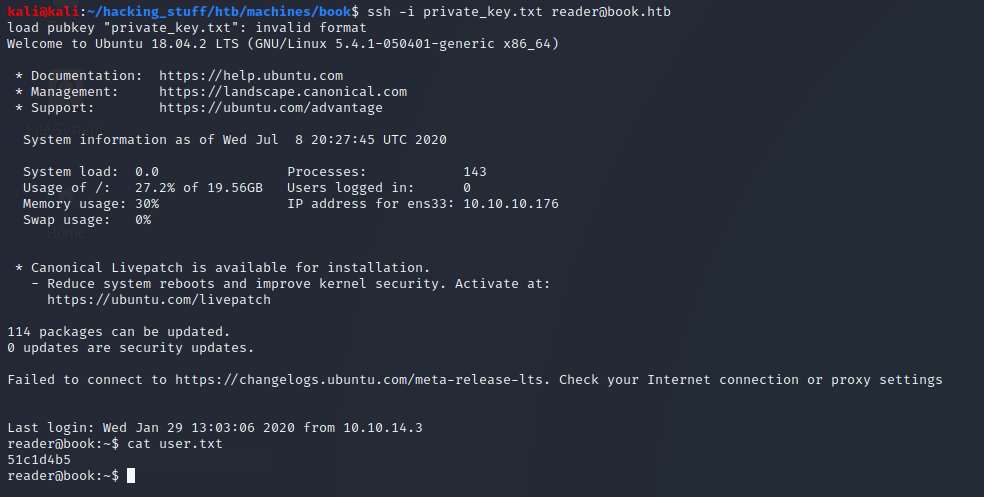 kali@kali:~/hacking_stuff/htb/machines/book$ ssh -i private_key.txt reader@book.htb
load pubkey "private_key.txt": invalid format
Welcome to Ubuntu 18.04.2 LTS (GNU/Linux 5.4.1-050401-generic x86_64)

 * Documentation:  https://help.ubuntu.com
 * Management:     https://landscape.canonical.com
 * Support:        https://ubuntu.com/advantage

  System information as of Wed Jul  8 20:27:45 UTC 2020

  System load:  0.0                Processes:             143
  Usage of /:   27.2% of 19.56GB   Users logged in:       0
  Memory usage: 30%                IP address for ens33: 10.10.10.176
  Swap usage:   0%
Home

 * Canonical Livepatch is available for installation.
   - Reduce system reboots and improve kernel security. Activate at:
     https://ubuntu.com/livepatch

114 packages can be updated.
0 updates are security updates.

Failed to connect to https://changelogs.ubuntu.com/meta-release-lts. Check your Internet connection or proxy settings


Last login: Wed Jan 29 13:03:06 2020 from 10.10.14.3
reader@book:~$ cat user.txt
51c1d4b5
reader@book:~$